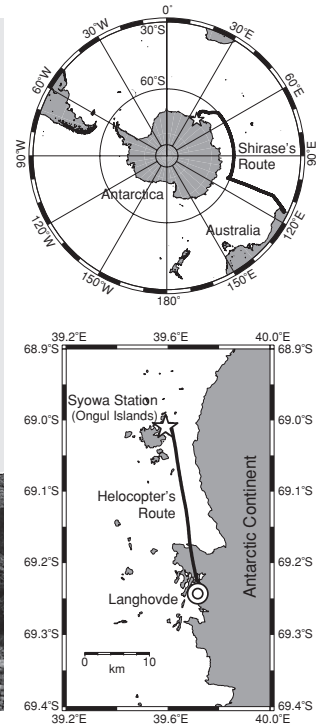 0°
30°W
30°S
30°E
60°W
60°S
60°E
Shirase's
Route
90°W
90°E
Antarctica
Australia
120°W
120°E
150°W
150°E
180°
39.2°E
39.6°E
40.0°E
68.9°S
68.9°S
Syowa Station
(Ongul Islands)
69.0°S
69.0°S
69.1°S
69.1°S
Helocopter's
Route
Antarctic Continent
69.2°S
69.2°S
Langhovde
69.3°S
69.3°S
0 10
km
69.4°S
69.4°S
39.2°E
39.6°E
40.0°E